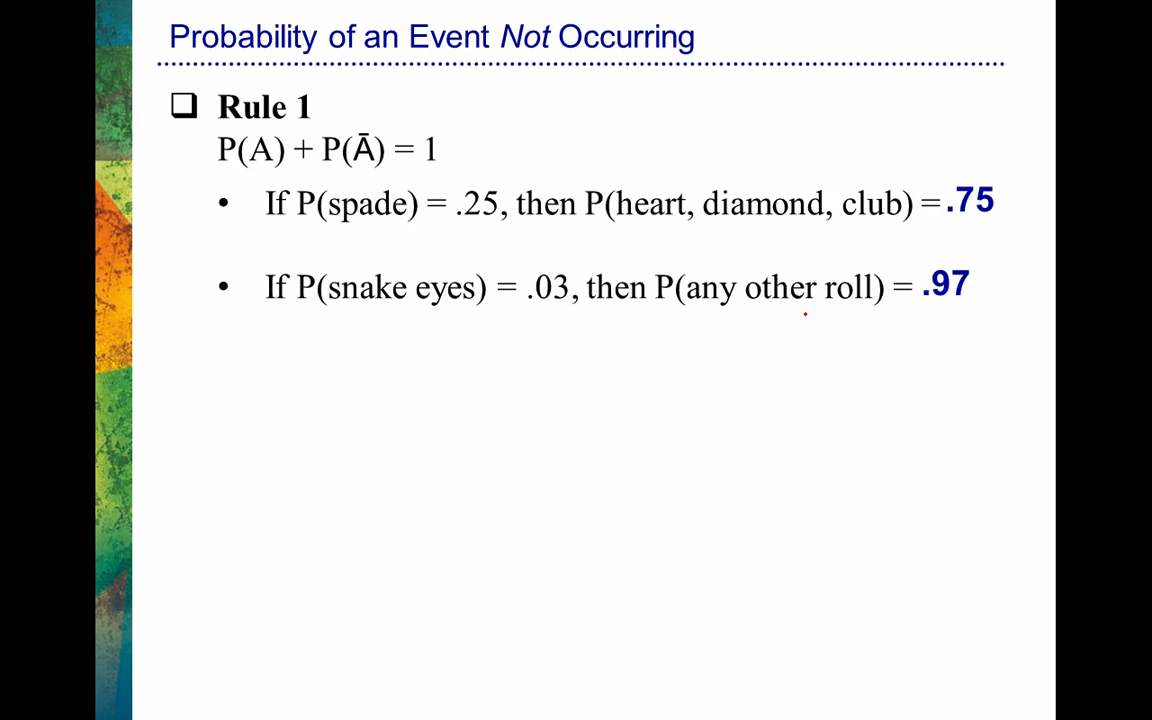 Probability of an Event Not Occurring
❑ Rule 1
P(A) + P(Ā) = 1
• If P(spade) = .25, then P(heart, diamond, club) = .75
• If P(snake eyes) = .03, then P(any other roll) = .97